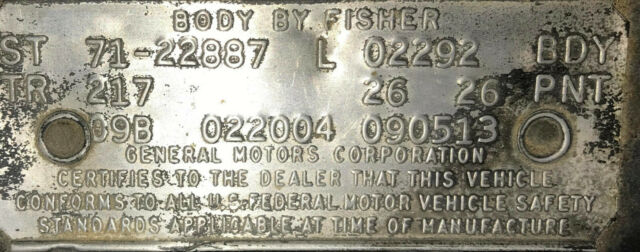 BODY BY FISHER
ST 71-22887 L 02292 BDY
TR 217 26 26 PNT
09B 022004 090513
GENERAL MOTORS CORPORATION
CERTIFIES TO THE DEALER THAT THIS VEHICLE
CONFORMS TO ALL U.S. FEDERAL MOTOR VEHICLE SAFETY
STANDARDS APPLICABLE AT TIME OF MANUFACTURE